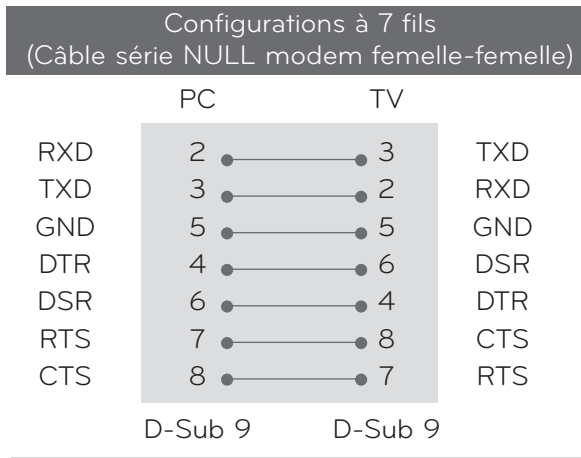 Configurations à 7 fils
(Câble série NULL modem femelle-femelle)
PC TV
RXD 2 3 TXD
TXD 3 2 RXD
GND 5 5 GND
DTR 4 6 DSR
DSR 6 4 DTR
RTS 7 8 CTS
CTS 8 7 RTS
D-Sub 9 D-Sub 9